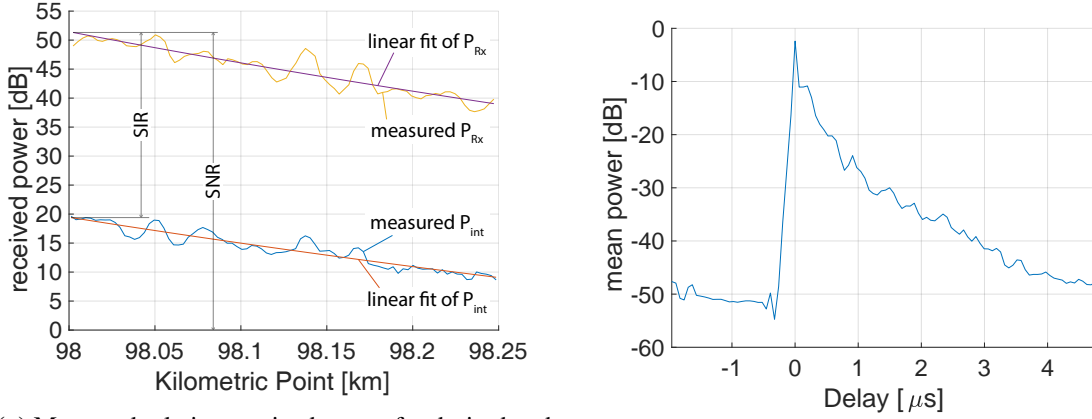 55
50
45
40
35
30
25
20
15
10
5
0
received power [dB]
SIR
SNR
linear fit of P_Rx
measured P_Rx
measured P_int
linear fit of P_int
98 98.05 98.1 98.15 98.2 98.25
Kilometric Point [km]
0
-10
-20
-30
-40
-50
-60
mean power [dB]
-1 0 1 2 3 4
Delay [ μs]